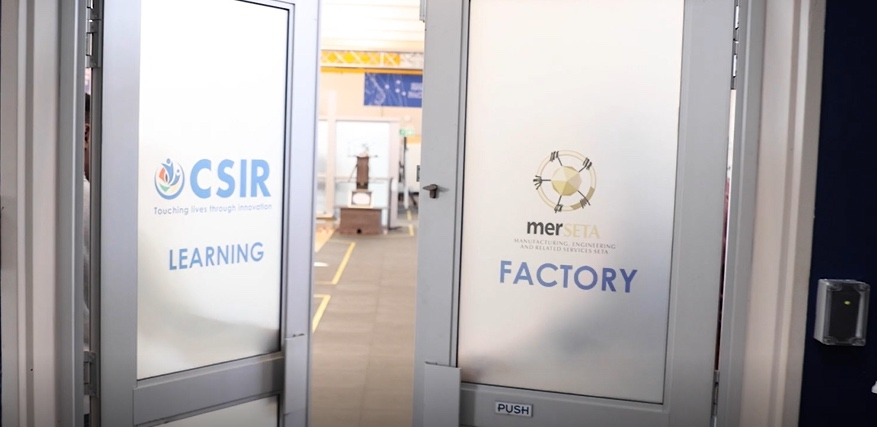 CSIR
Touching lives through innovation
LEARNING
merSETA
MANUFACTURING, ENGINEERING
AND RELATED SERVICES SETA
FACTORY
PUSH